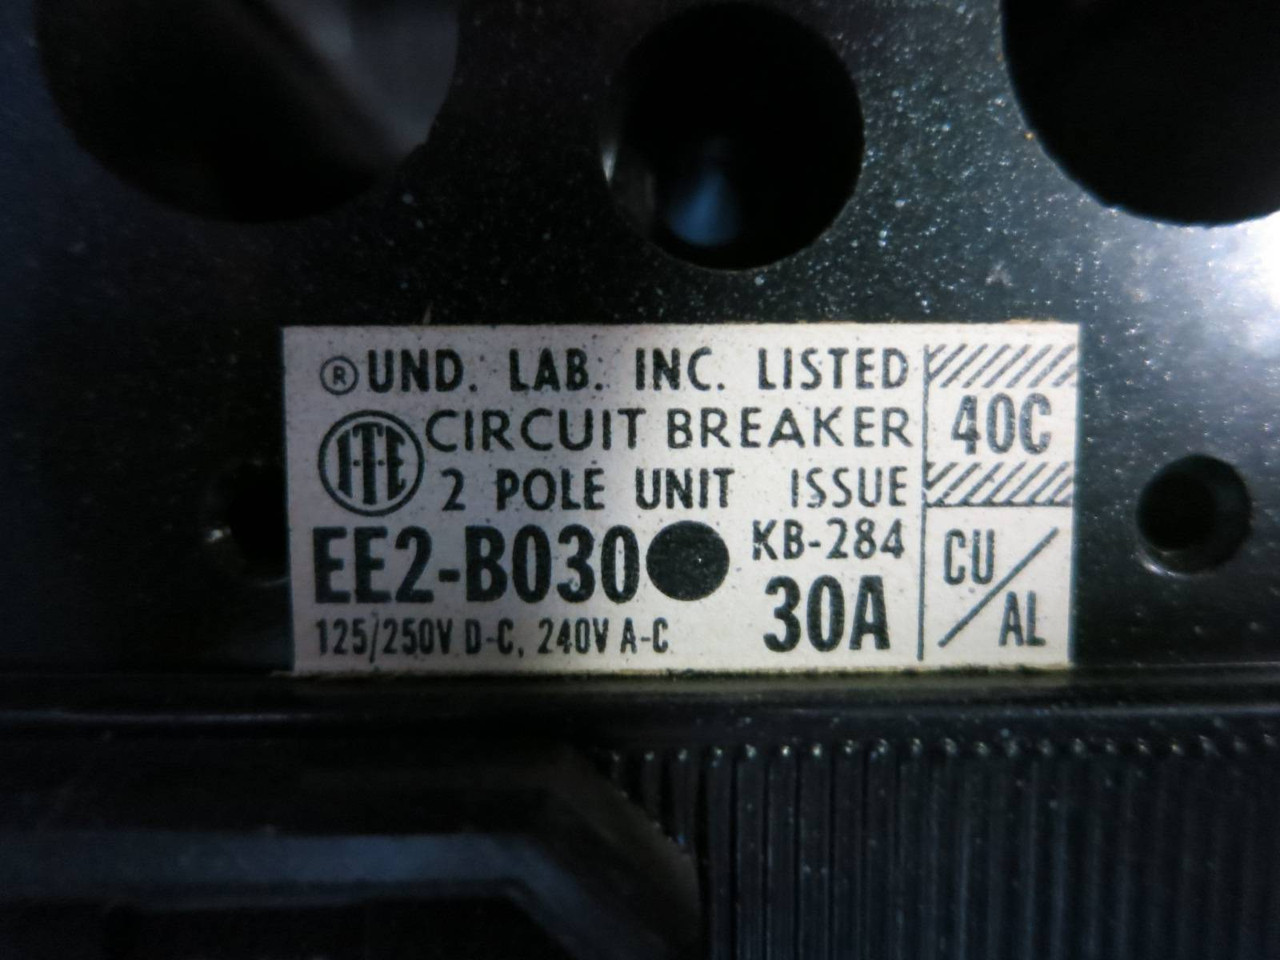 ® UND. LAB. INC. LISTED
I-T-E CIRCUIT BREAKER
2 POLE UNIT ISSUE
EE2-B030 KB-284
30A
125/250V D-C, 240V A-C
40C
CU/AL